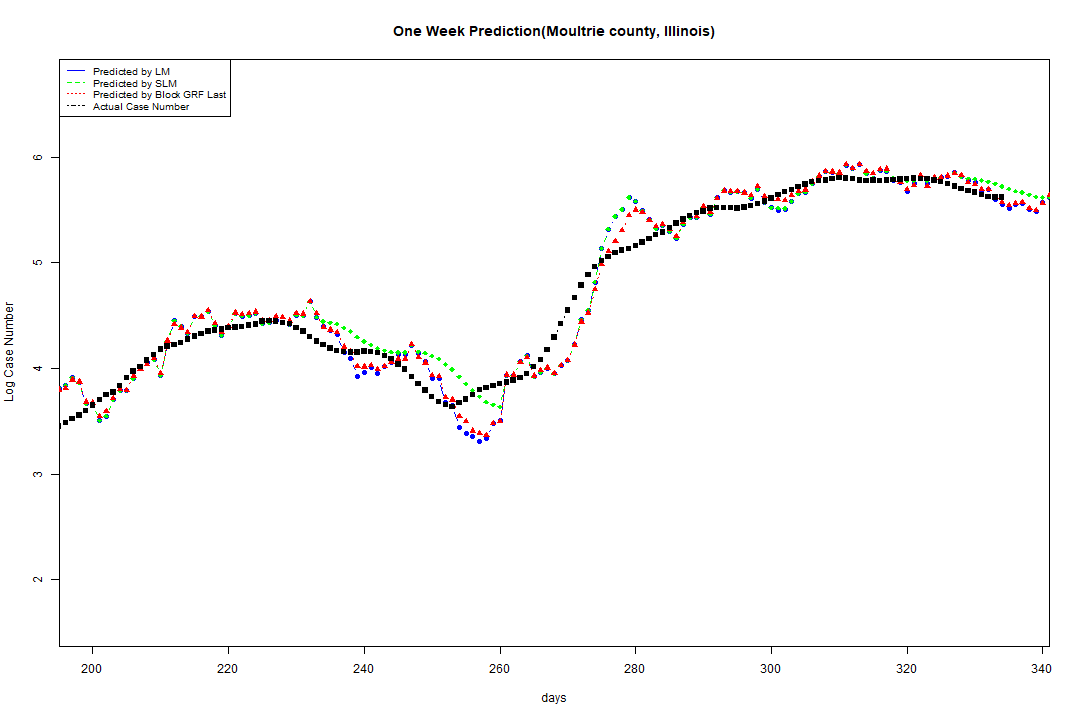 One Week Prediction(Moultrie county, Illinois)
Predicted by LM
Predicted by SLM
Predicted by Block GRF Last
Actual Case Number
Log Case Number
6
5
4
3
2
200 220 240 260 280 300 320 340
days